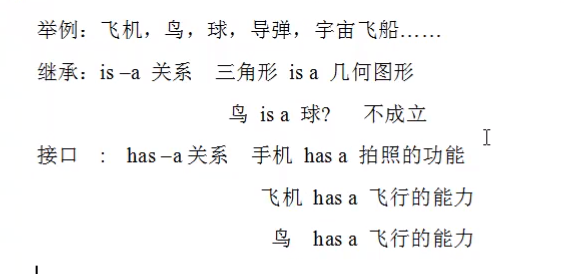 举例：飞机，鸟，球，导弹，宇宙飞船……
继承：is –a 关系 三角形 is a 几何图形
鸟 is a 球? 不成立
接口 : has –a 关系 手机 has a 拍照的功能
飞机 has a 飞行的能力
鸟 has a 飞行的能力